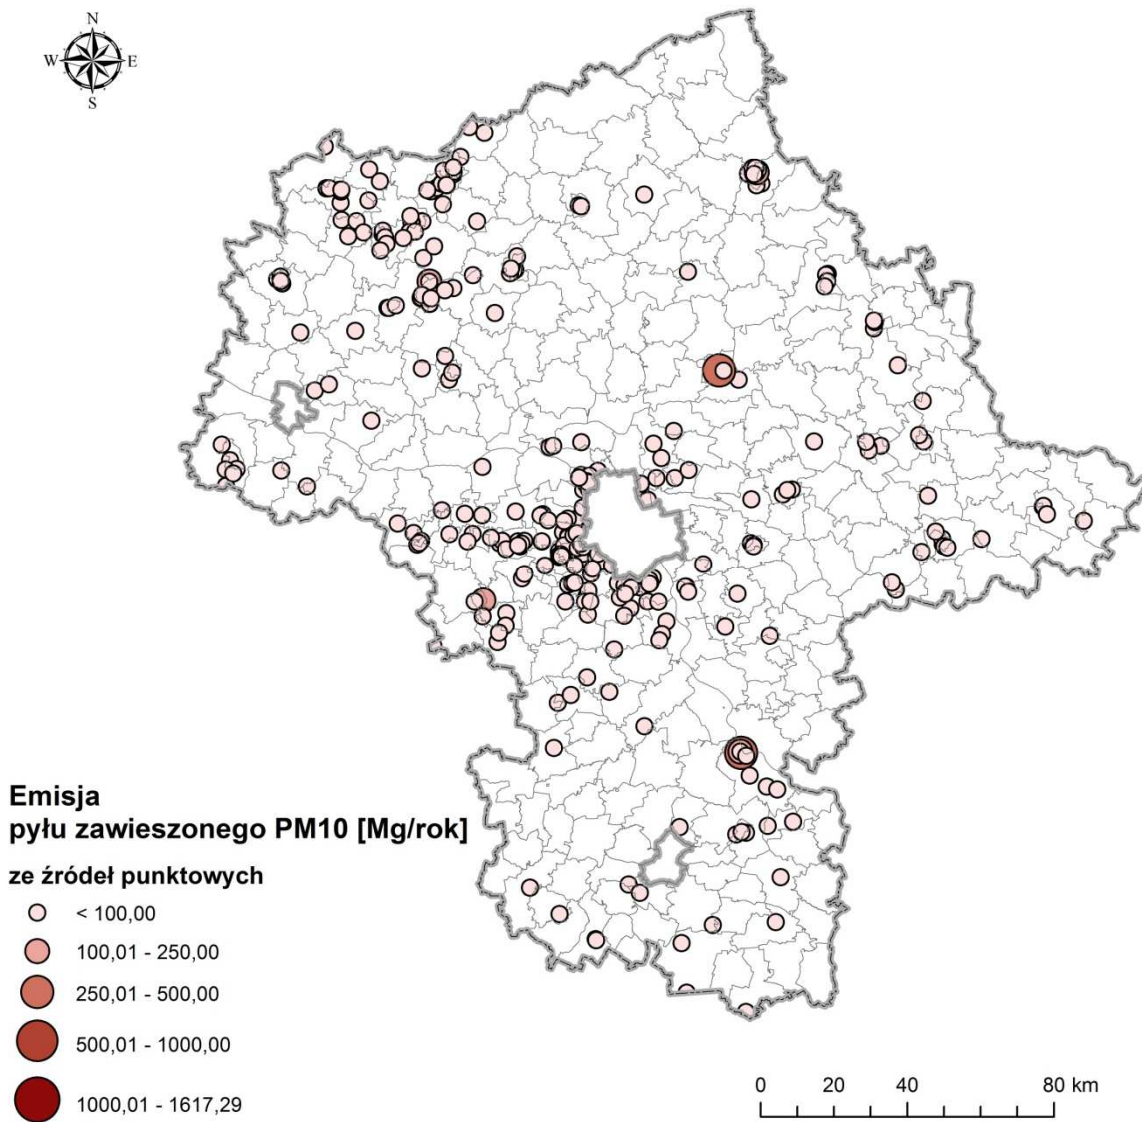 N
W E
S
Emisja
pyłu zawieszonego PM10 [Mg/rok]
ze źródeł punktowych
< 100,00
100,01 - 250,00
250,01 - 500,00
500,01 - 1000,00
1000,01 - 1617,29
0 20 40 80 km